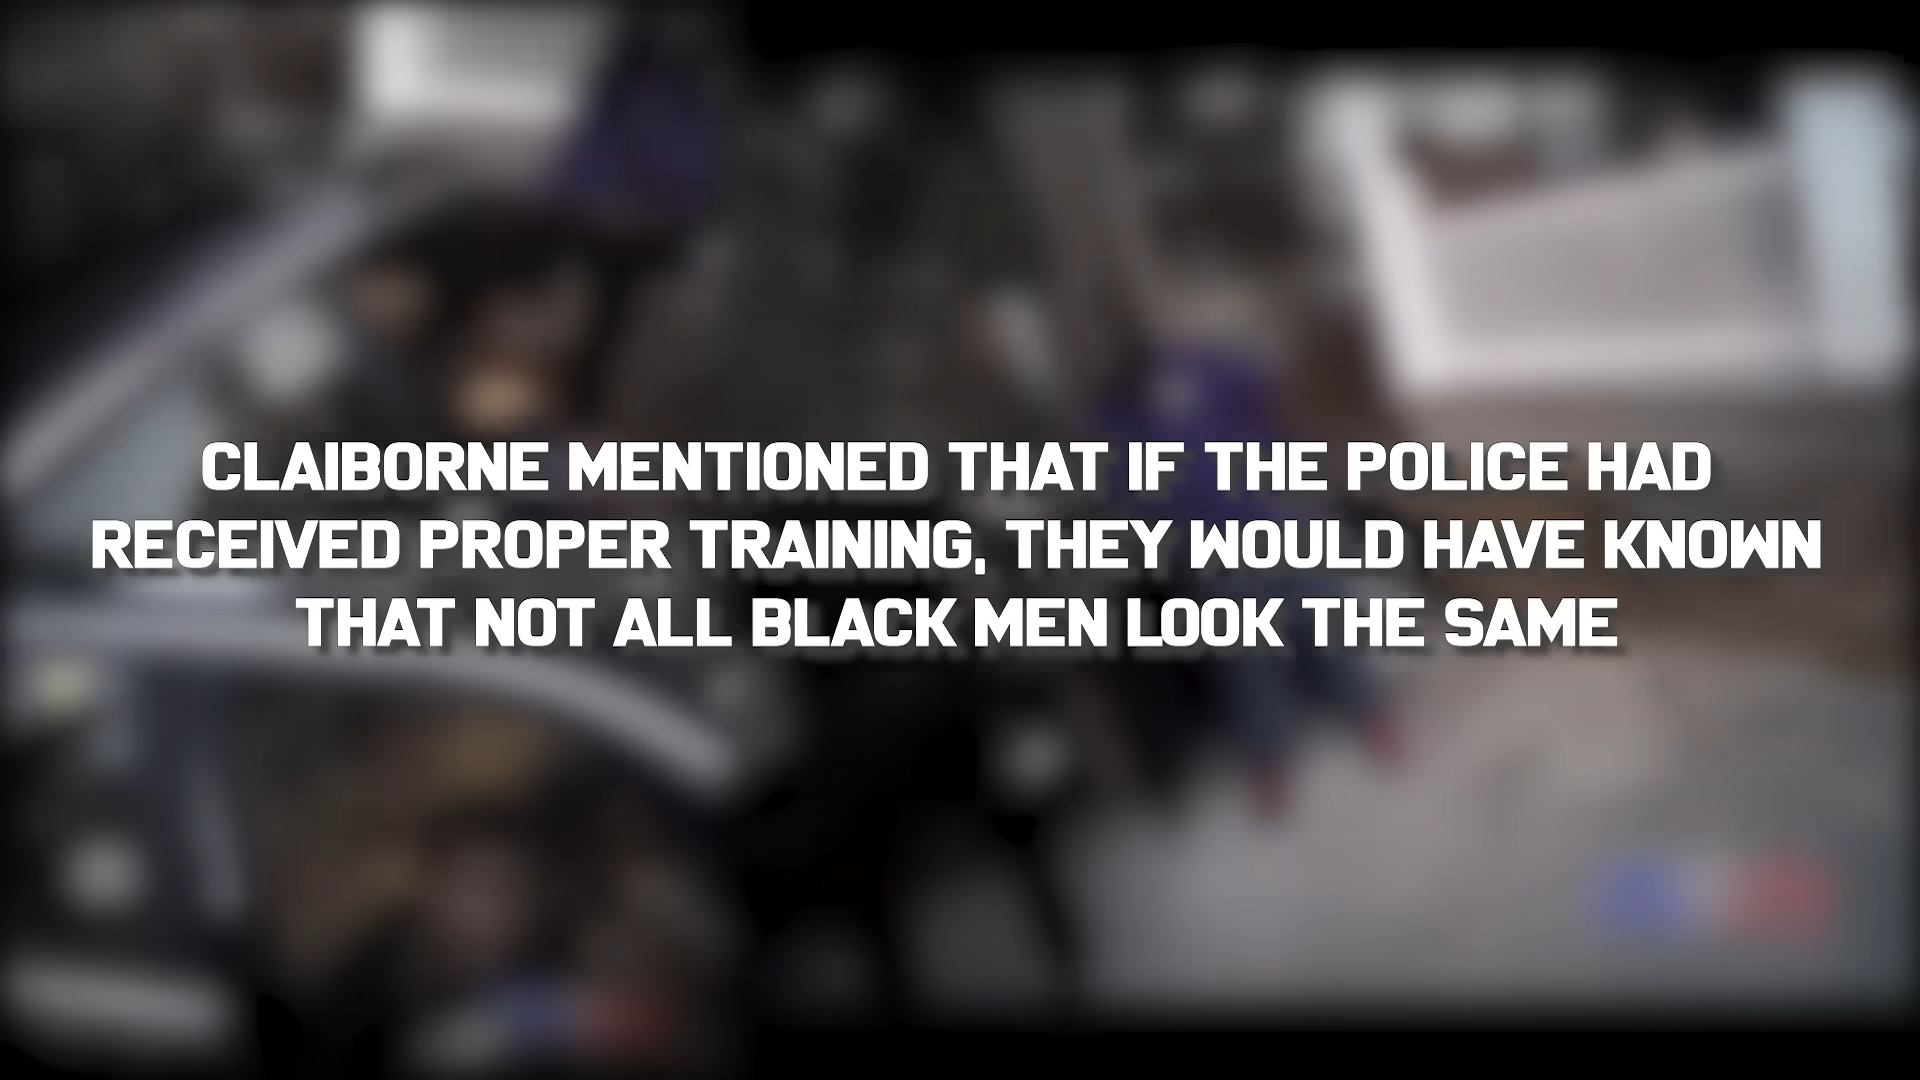 CLAIBORNE MENTIONED THAT IF THE POLICE HAD
RECEIVED PROPER TRAINING, THEY WOULD HAVE KNOWN
THAT NOT ALL BLACK MEN LOOK THE SAME